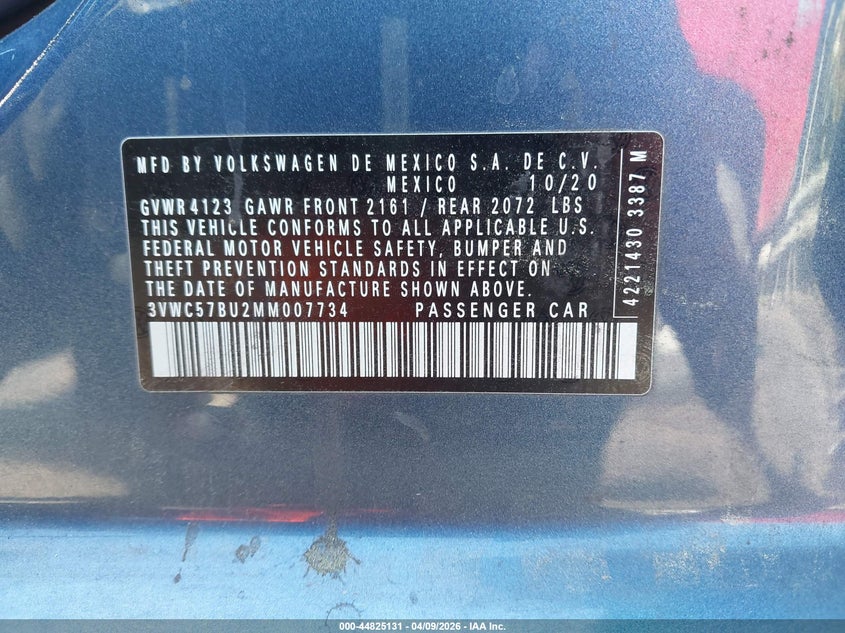 MFD BY VOLKSWAGEN DE MEXICO S.A. DE C.V.
MEXICO 10/20
GVWR 4123 GAWR FRONT 2161 / REAR 2072 LBS
THIS VEHICLE CONFORMS TO ALL APPLICABLE U.S.
FEDERAL MOTOR VEHICLE SAFETY, BUMPER AND
THEFT PREVENTION STANDARDS IN EFFECT ON
THE DATE OF MANUFACTURE SHOWN ABOVE.
3VWC57BU2MM007734 PASSENGER CAR
4221430 3387 M
000-44825131 | 04/09/2026 | IAA Inc.